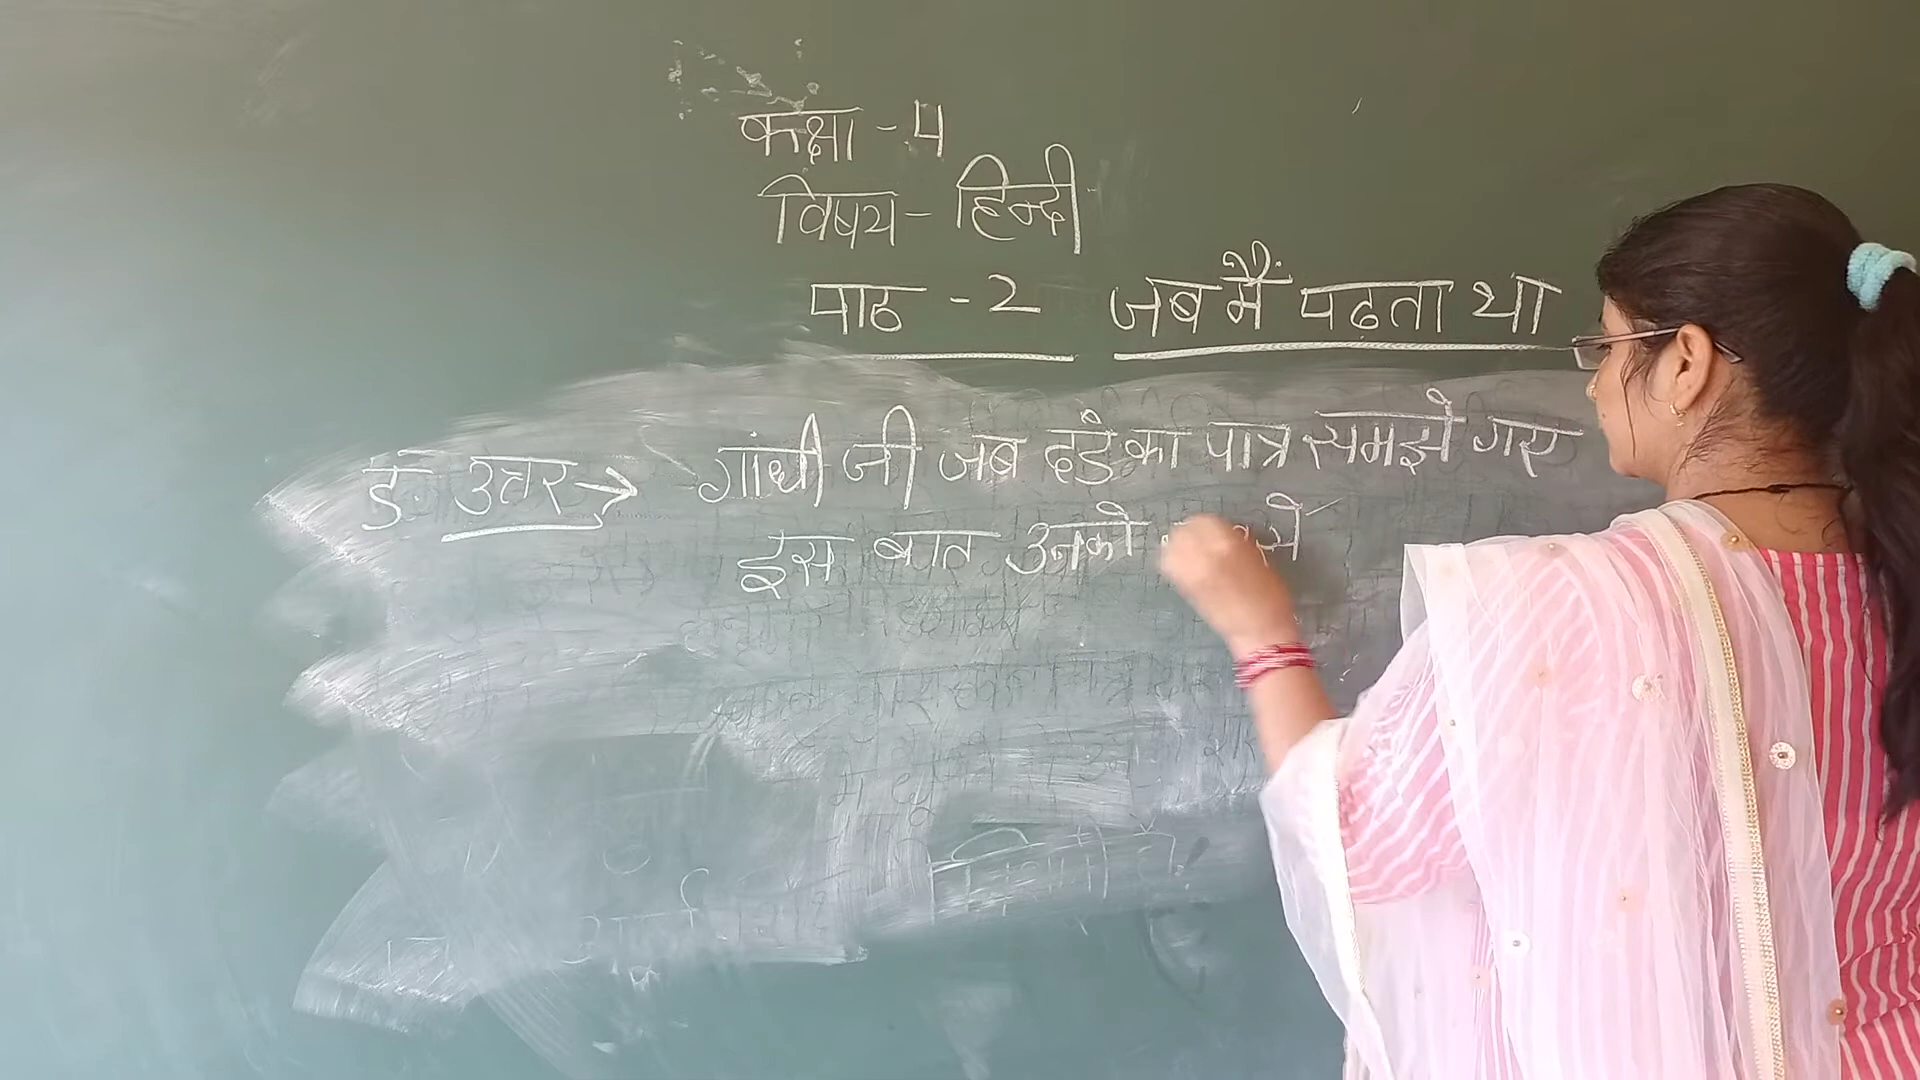 कक्षा - 4
विषय - हिन्दी
पाठ - 2 जब मैं पढ़ता था
ड. उत्तर → गांधी जी जब दंडे का पात्र समझे गए
इस बात उनको